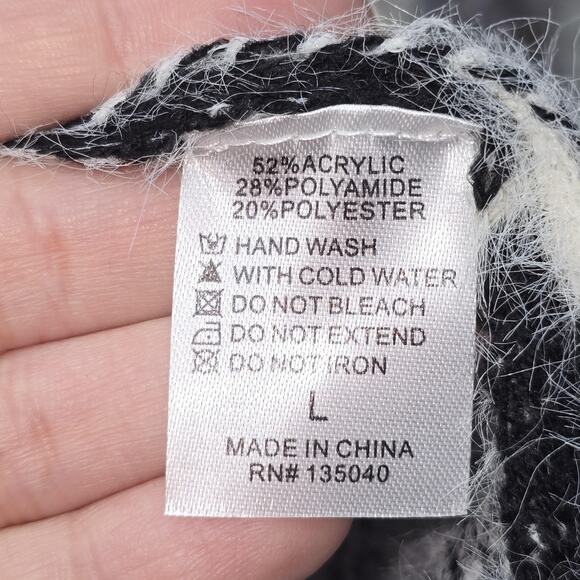 52%ACRYLIC
28%POLYAMIDE
20%POLYESTER
HAND WASH
WITH COLD WATER
DO NOT BLEACH
DO NOT EXTEND
DO NOT IRON
L
MADE IN CHINA
RN# 135040